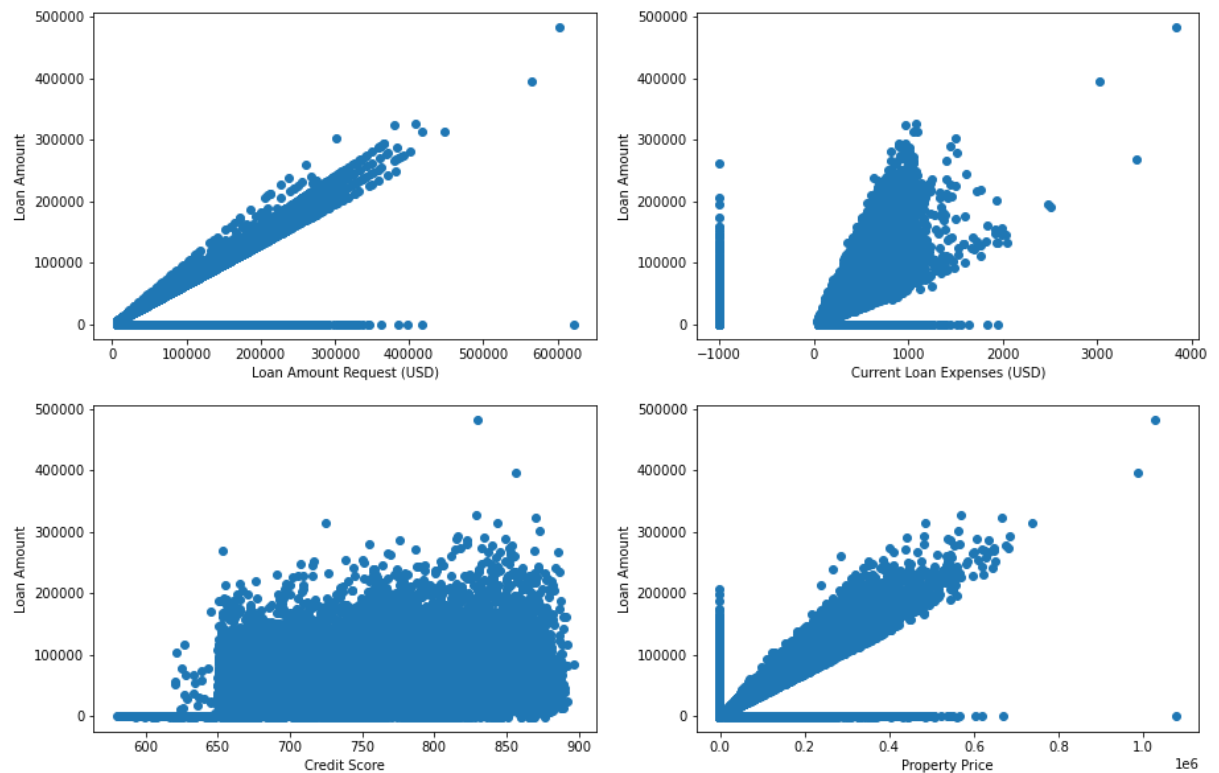 500000
400000
300000
200000
100000
0
Loan Amount
0 100000 200000 300000 400000 500000 600000
Loan Amount Request (USD)
500000
400000
300000
200000
100000
0
Loan Amount
−1000 0 1000 2000 3000 4000
Current Loan Expenses (USD)
500000
400000
300000
200000
100000
0
Loan Amount
600 650 700 750 800 850 900
Credit Score
500000
400000
300000
200000
100000
0
Loan Amount
0.0 0.2 0.4 0.6 0.8 1.0
1e6
Property Price